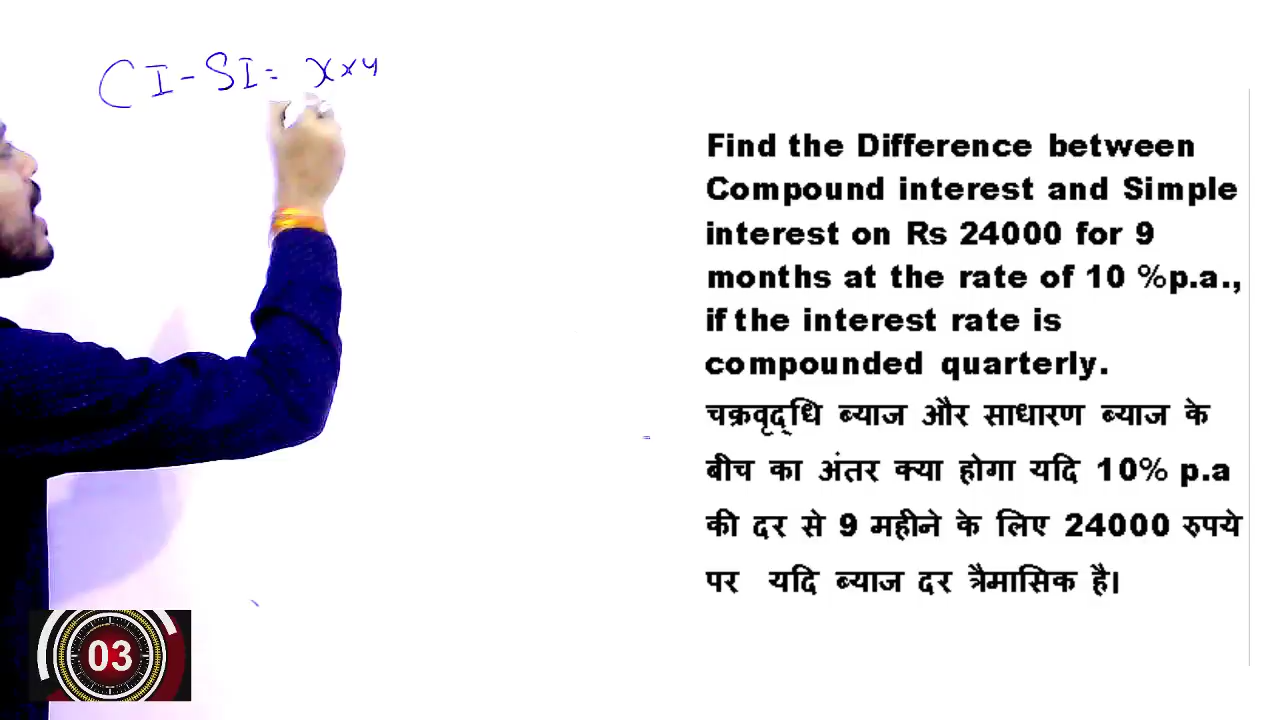 CI-SI= x×y
Find the Difference between
Compound interest and Simple
interest on Rs 24000 for 9
months at the rate of 10 %p.a.,
if the interest rate is
compounded quarterly.
चक्रवृद्धि ब्याज और साधारण ब्याज के
बीच का अंतर क्या होगा यदि 10% p.a
की दर से 9 महीने के लिए 24000 रुपये
पर यदि ब्याज दर त्रैमासिक है।
03